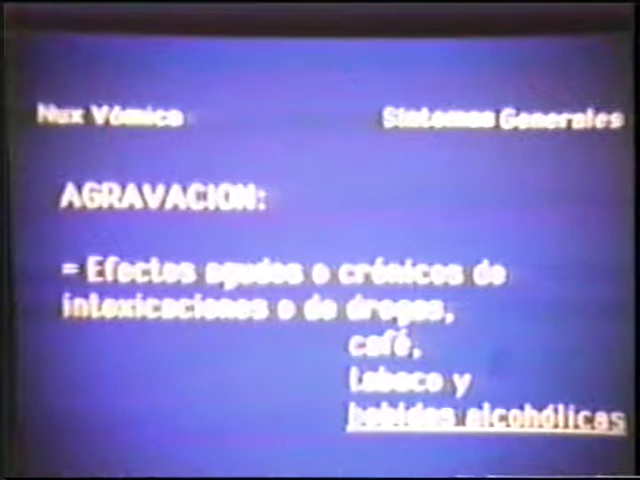 Nux Vómica Síntomas Generales
AGRAVACION:
= Efectos agudos o crónicos de
intoxicaciones o de drogas,
café,
tabaco y
bebidas alcohólicas